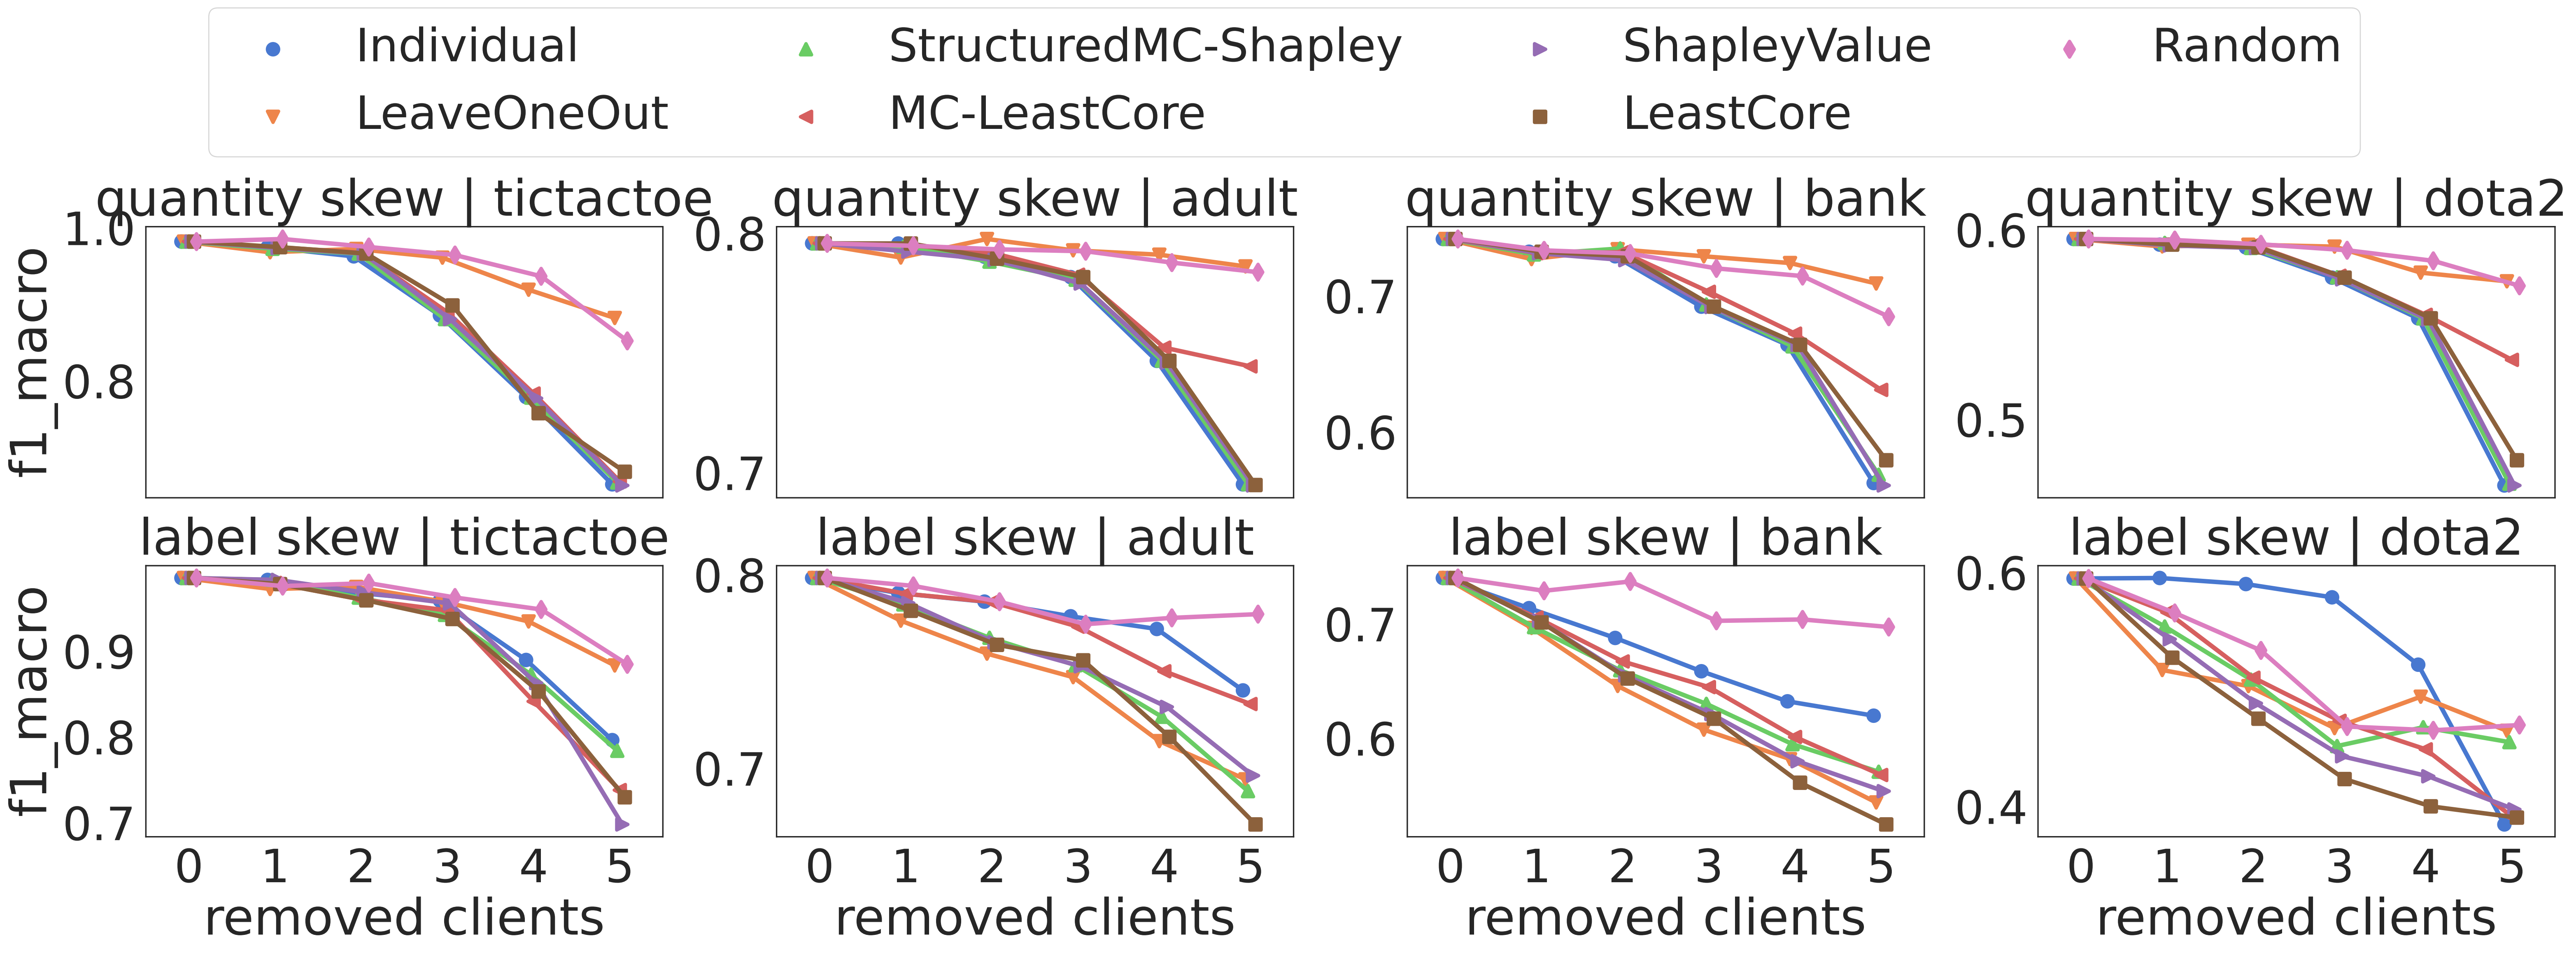 Individual StructuredMC-Shapley ShapleyValue Random
LeaveOneOut MC-LeastCore LeastCore
quantity skew | tictactoe quantity skew | adult quantity skew | bank quantity skew | dota2
1.0 0.8 0.6
0.7
f1_macro
0.8 0.6 0.5
0.7
label skew | tictactoe label skew | adult label skew | bank label skew | dota2
0.8 0.6
0.7
f1_macro
0.9
0.8 0.7 0.6
0.7 0.4
0 1 2 3 4 5 0 1 2 3 4 5 0 1 2 3 4 5 0 1 2 3 4 5
removed clients removed clients removed clients removed clients